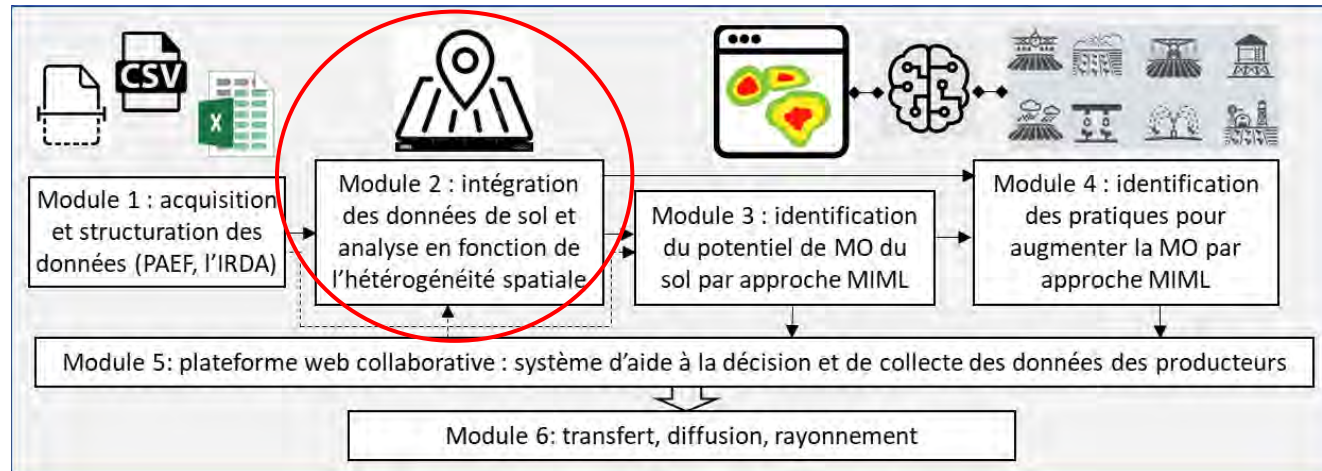 CSV
X
Module 1 : acquisition
et structuration des
données (PAEF, l’IRDA)
Module 2 : intégration
des données de sol et
analyse en fonction de
l’hétérogénéité spatiale
Module 3 : identification
du potentiel de MO du
sol par approche MIML
Module 4 : identification
des pratiques pour
augmenter la MO par
approche MIML
Module 5: plateforme web collaborative : système d’aide à la décision et de collecte des données des producteurs
Module 6: transfert, diffusion, rayonnement